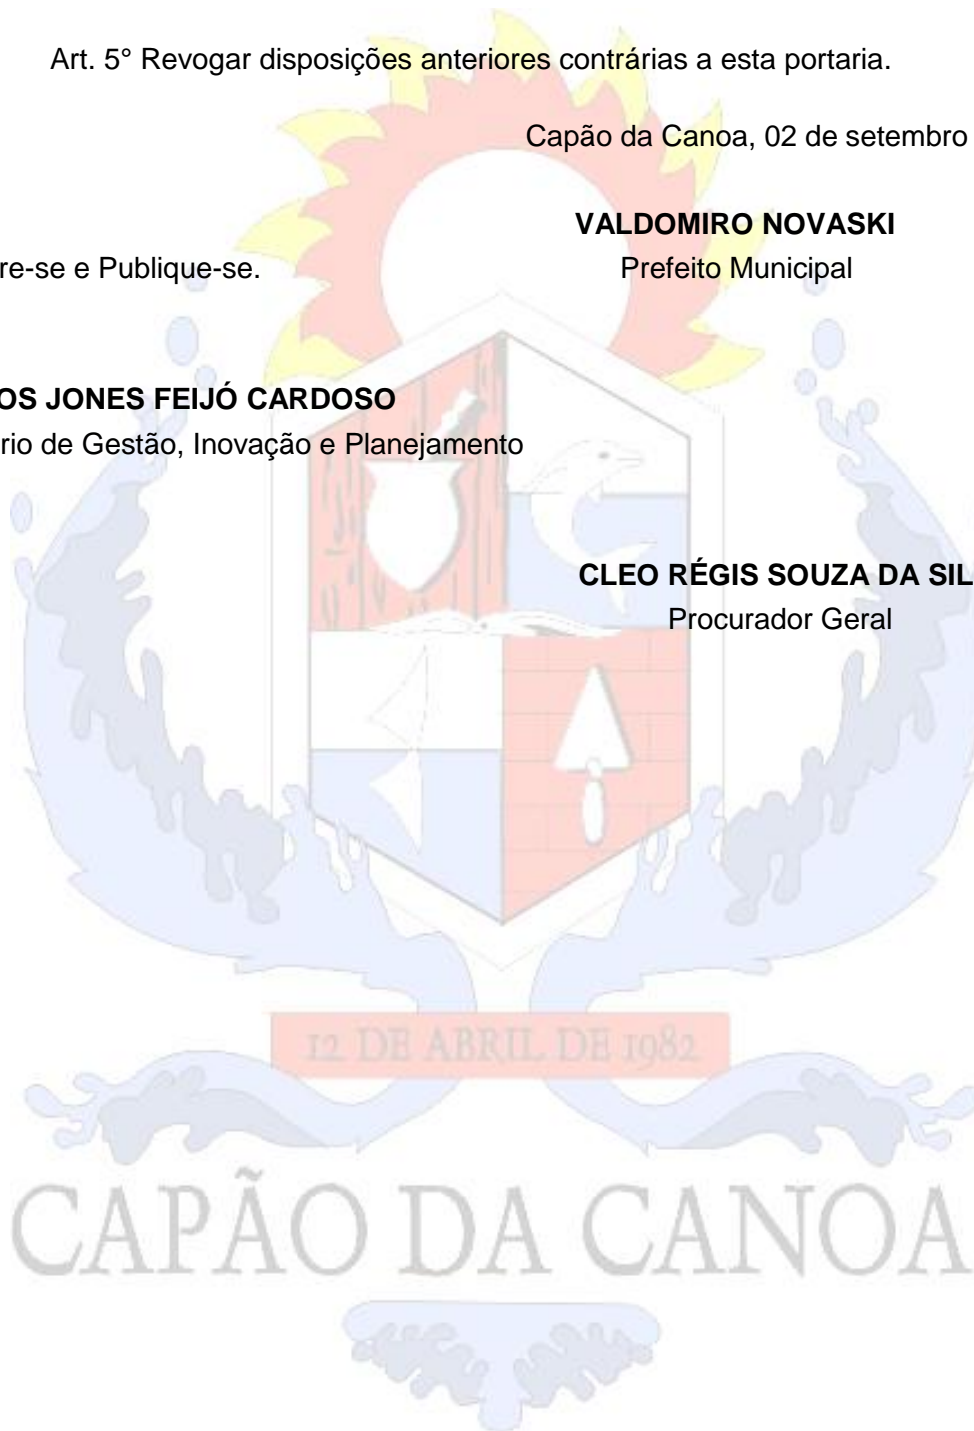 Art. 5° Revogar disposições anteriores contrárias a esta portaria.
Capão da Canoa, 02 de setembro
VALDOMIRO NOVASKI
re-se e Publique-se.
Prefeito Municipal
OS JONES FEIJÓ CARDOSO
rio de Gestão, Inovação e Planejamento
CLEO RÉGIS SOUZA DA SIL
Procurador Geral
12 DE ABRIL DE 1982
CAPÃO DA CANOA